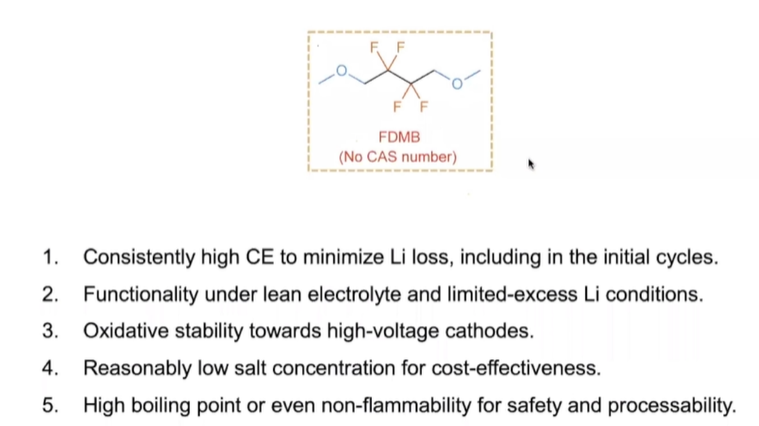 F F
O
O
F F
FDMB
(No CAS number)
1. Consistently high CE to minimize Li loss, including in the initial cycles.
2. Functionality under lean electrolyte and limited-excess Li conditions.
3. Oxidative stability towards high-voltage cathodes.
4. Reasonably low salt concentration for cost-effectiveness.
5. High boiling point or even non-flammability for safety and processability.